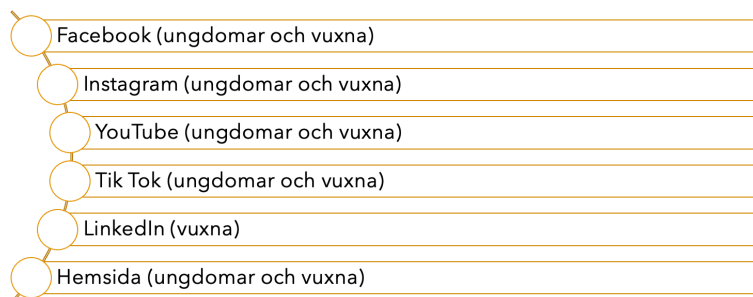 Facebook (ungdomar och vuxna)
Instagram (ungdomar och vuxna)
YouTube (ungdomar och vuxna)
Tik Tok (ungdomar och vuxna)
LinkedIn (vuxna)
Hemsida (ungdomar och vuxna)